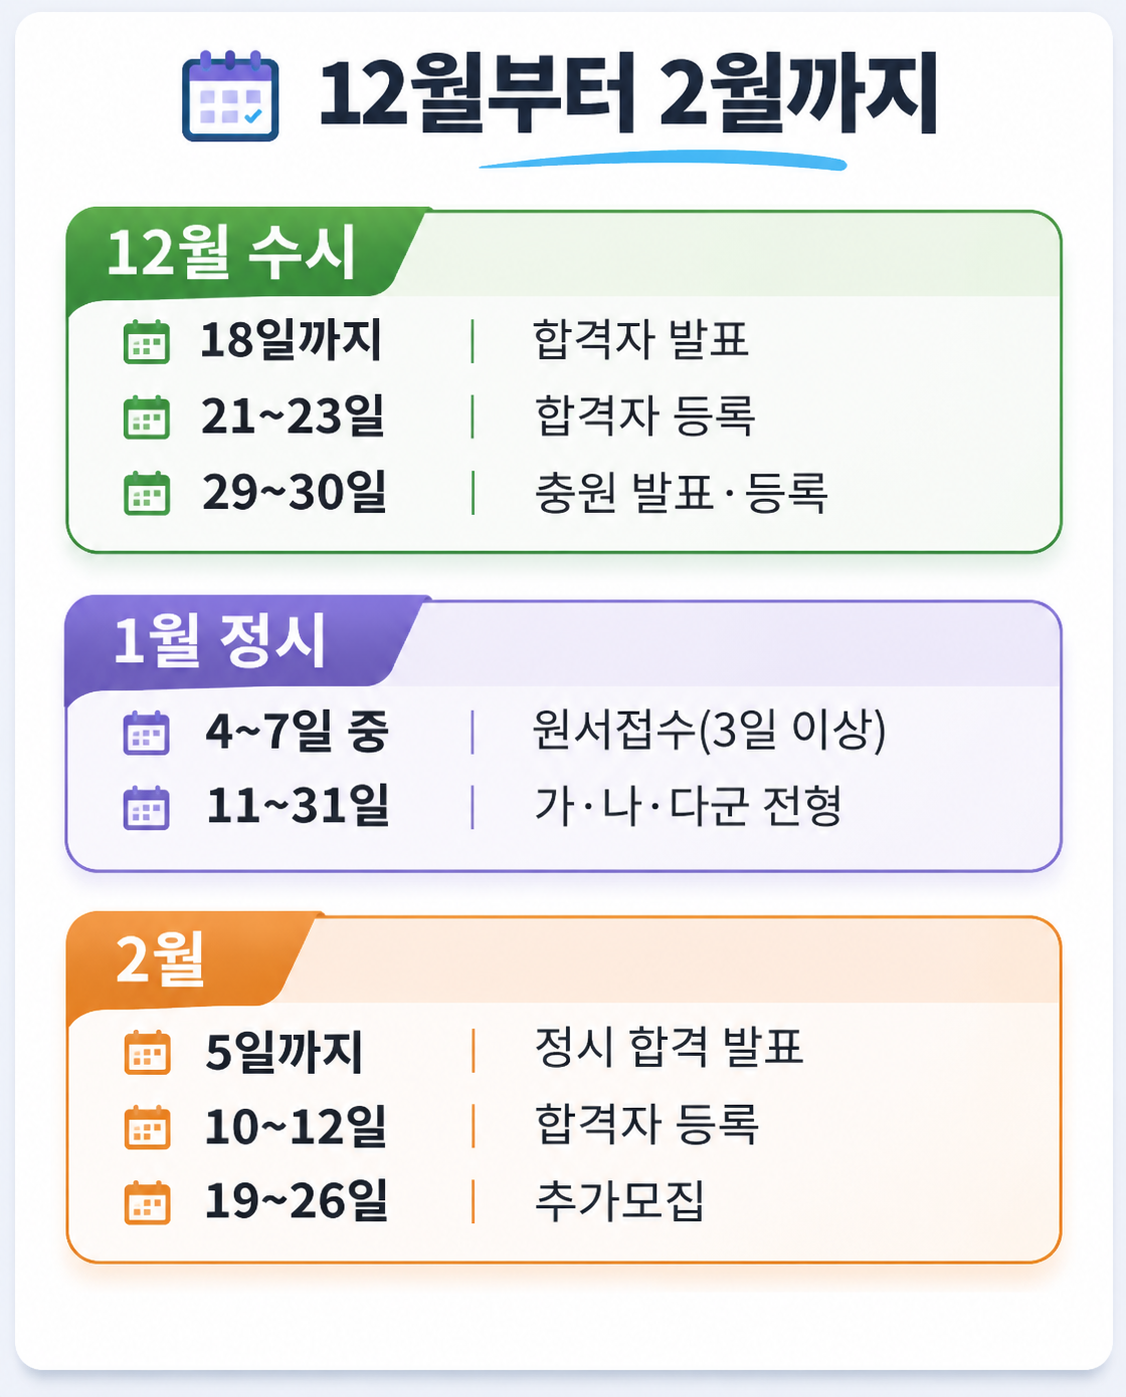 12월부터 2월까지
12월 수시
18일까지 | 합격자 발표
21~23일 | 합격자 등록
29~30일 | 충원 발표·등록
1월 정시
4~7일 중 | 원서접수(3일 이상)
11~31일 | 가·나·다군 전형
2월
5일까지 | 정시 합격 발표
10~12일 | 합격자 등록
19~26일 | 추가모집